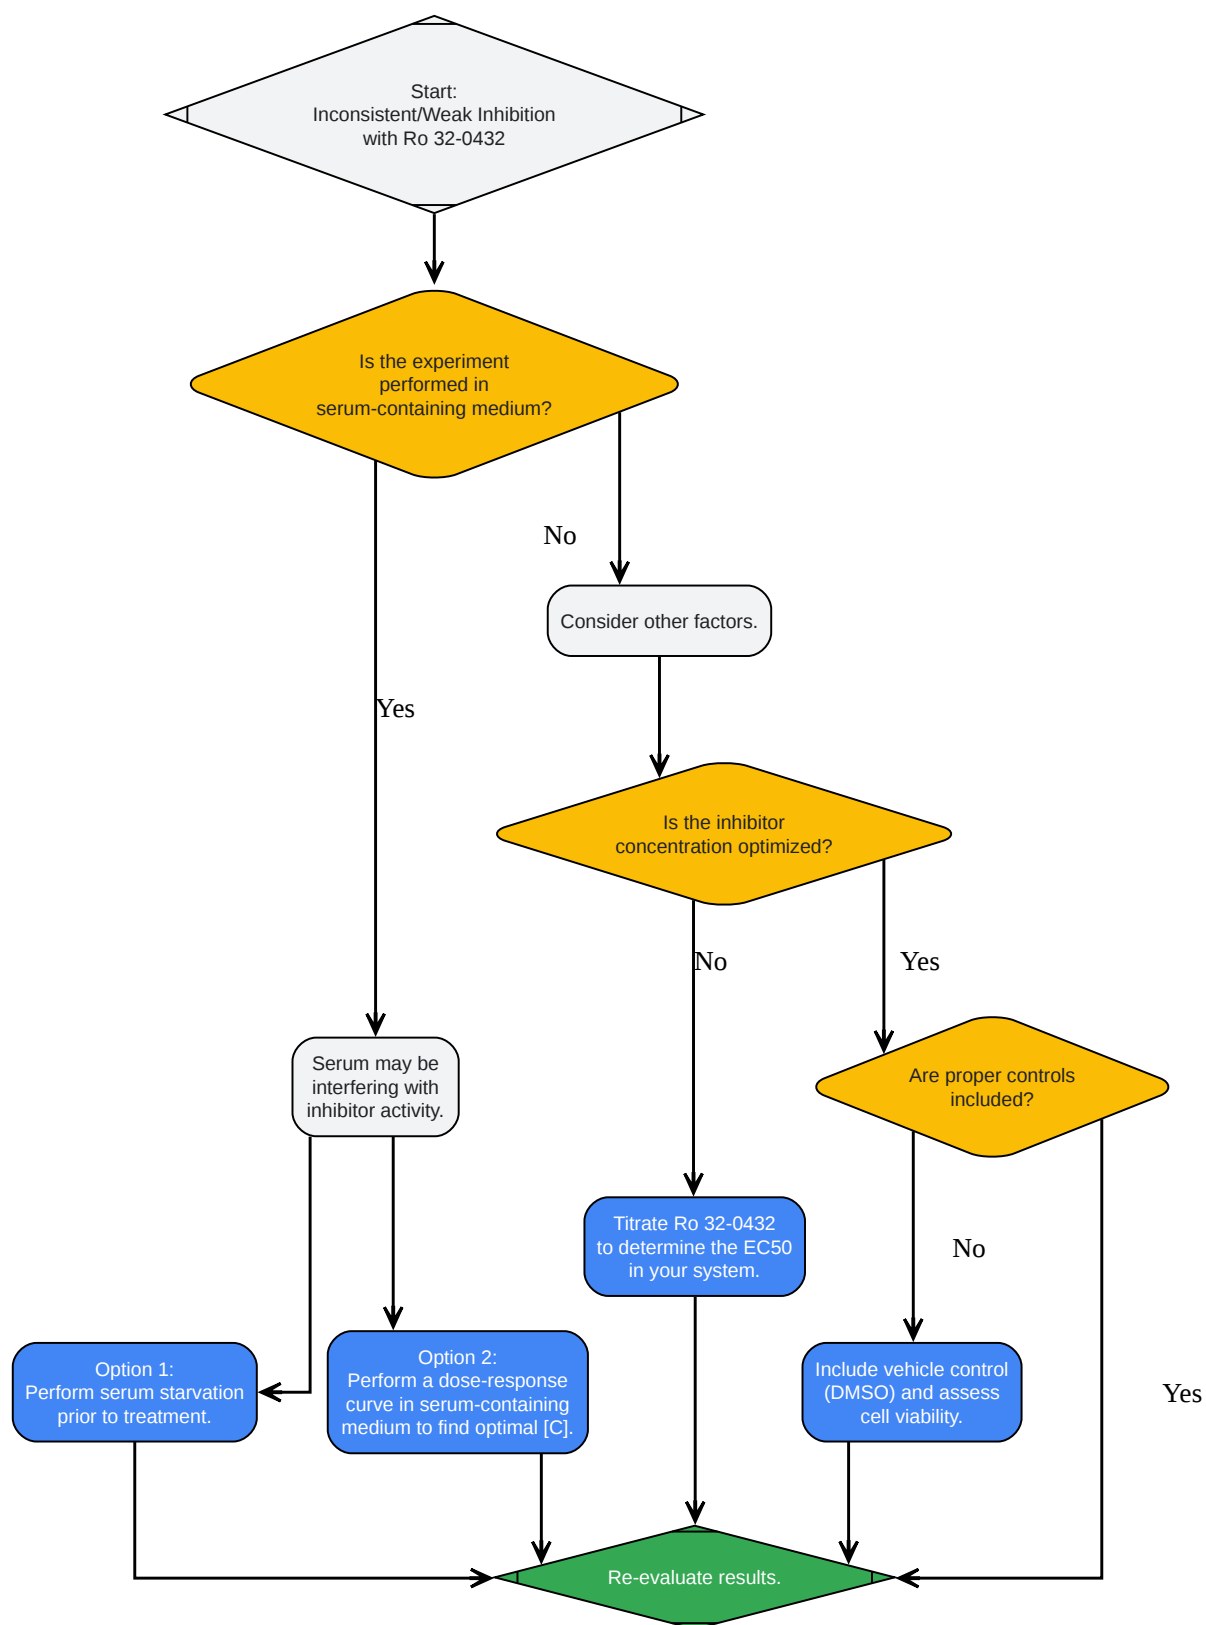 Start:
Inconsistent/Weak Inhibition
with Ro 32-0432
Is the experiment
performed in
serum-containing medium?
No
Consider other factors.
Yes
Is the inhibitor
concentration optimized?
No
Yes
Serum may be
interfering with
inhibitor activity.
Are proper controls
included?
Titrate Ro 32-0432
to determine the EC50
in your system.
No
Option 1:
Perform serum starvation
prior to treatment.
Option 2:
Perform a dose-response
curve in serum-containing
medium to find optimal [C].
Include vehicle control
(DMSO) and assess
cell viability.
Yes
Re-evaluate results.